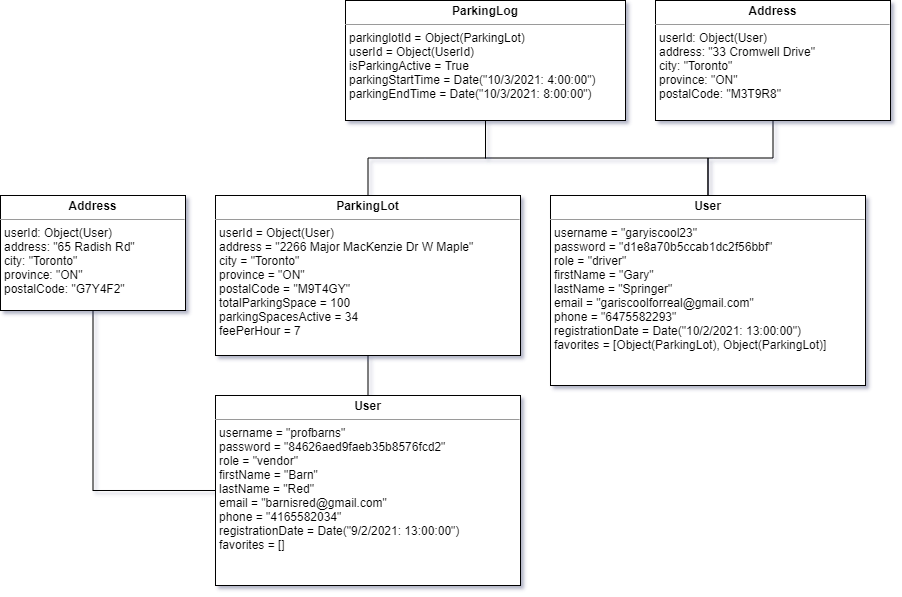 ParkingLog
parkinglotId = Object(ParkingLot)
userId = Object(UserId)
isParkingActive = True
parkingStartTime = Date("10/3/2021: 4:00:00")
parkingEndTime = Date("10/3/2021: 8:00:00")
Address
userId: Object(User)
address: "33 Cromwell Drive"
city: "Toronto"
province: "ON"
postalCode: "M3T9R8"
Address
userId: Object(User)
address: "65 Radish Rd"
city: "Toronto"
province: "ON"
postalCode: "G7Y4F2"
ParkingLot
userId = Object(User)
address = "2266 Major MacKenzie Dr W Maple"
city = "Toronto"
province = "ON"
postalCode = "M9T4GY"
totalParkingSpace = 100
parkingSpacesActive = 34
feePerHour = 7
User
username = "garyiscool23"
password = "d1e8a70b5ccab1dc2f56bbf"
role = "driver"
firstName = "Gary"
lastName = "Springer"
email = "gariscoolforreal@gmail.com"
phone = "6475582293"
registrationDate = Date("10/2/2021: 13:00:00")
favorites = [Object(ParkingLot), Object(ParkingLot)]
User
username = "profbarns"
password = "84626aed9faeb35b8576fcd2"
role = "vendor"
firstName = "Barn"
lastName = "Red"
email = "barnisred@gmail.com"
phone = "4165582034"
registrationDate = Date("9/2/2021: 13:00:00")
favorites = []